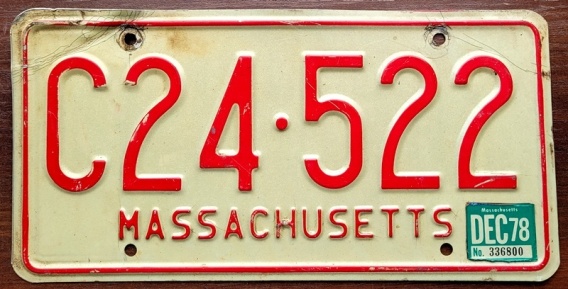 C24·522
MASSACHUSETTS
Massachusetts
DEC78
No. 336800